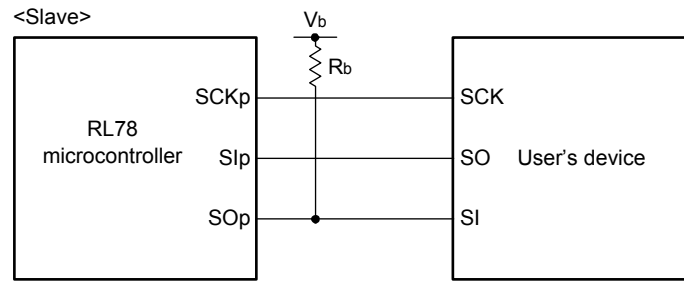 <Slave>
Vb
Rb
SCKp
SCK
RL78
microcontroller
SIp
SO
User's device
SOp
SI